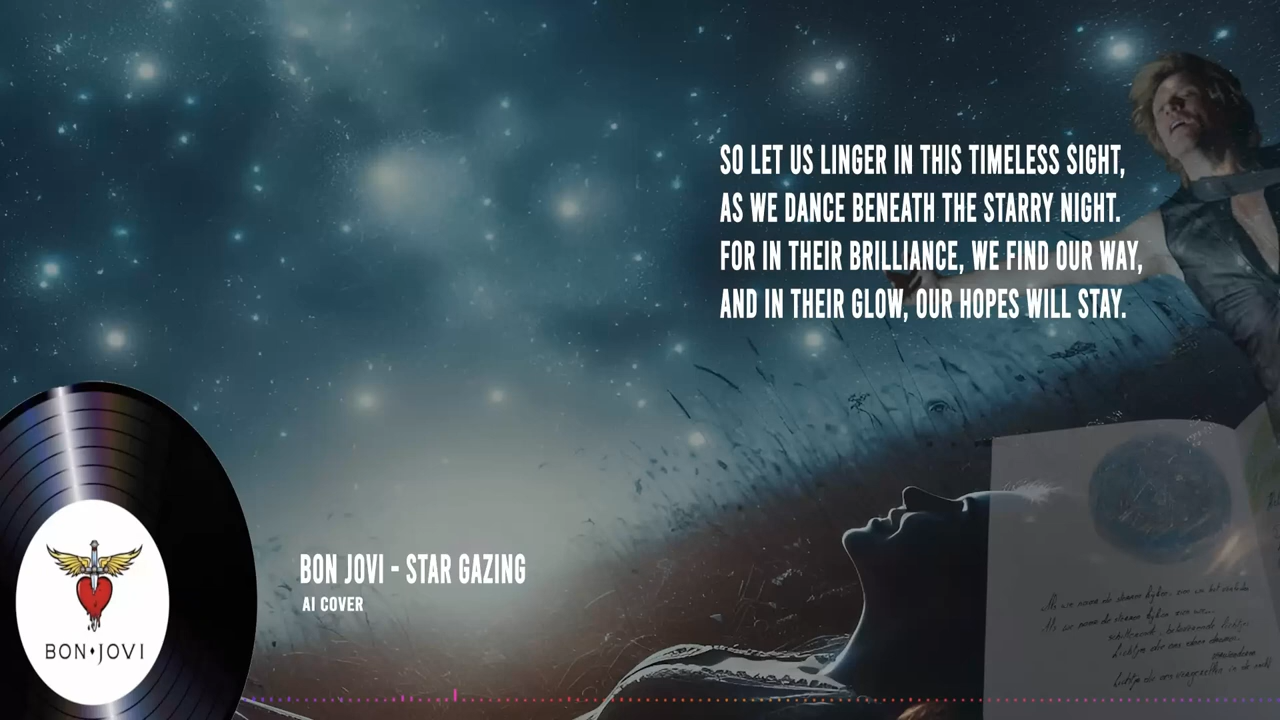 SO LET US LINGER IN THIS TIMELESS SIGHT,
AS WE DANCE BENEATH THE STARRY NIGHT.
FOR IN THEIR BRILLIANCE, WE FIND OUR WAY,
AND IN THEIR GLOW, OUR HOPES WILL STAY.
BON JOVI - STAR GAZING
AI COVER
BON JOVI